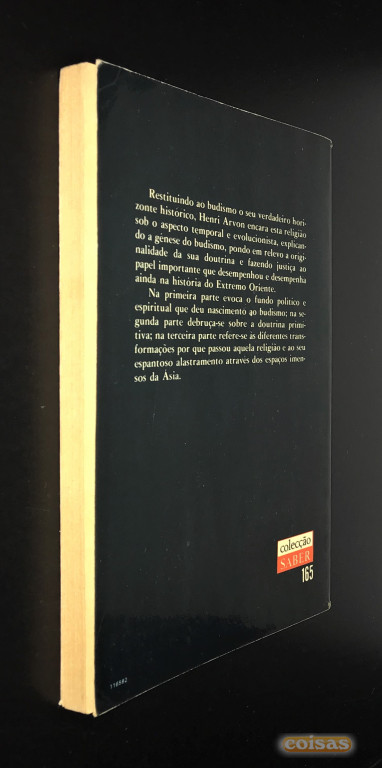 Restituindo ao budismo o seu verdadeiro hori-
zonte histórico, Henri Arvon encara esta religião
sob o aspecto temporal e evolucionista, explican-
do a génese do budismo, pondo em relevo a origi-
nalidade da sua doutrina e fazendo justiça ao
papel importante que desempenhou e desempenha
ainda na história do Extremo Oriente.
Na primeira parte evoca o fundo político e
espiritual que deu nascimento ao budismo; na se-
gunda parte debruça-se sobre a doutrina primi-
tiva; na terceira parte refere-se às diferentes trans-
formações por que passou aquela religião e ao seu
espantoso alastramento através dos espaços imen-
sos da Ásia.
colecção
SABER
165
110982
coisas